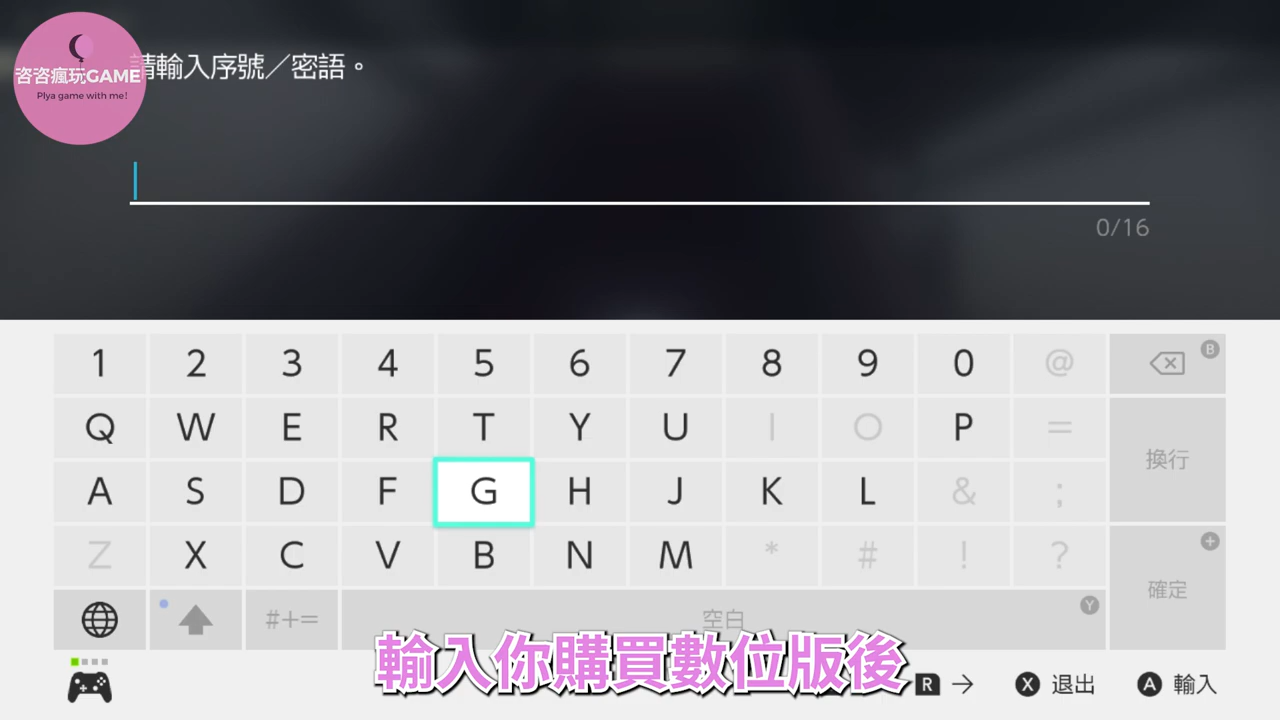 咨咨瘋玩GAME
Plya game with me!
請輸入序號／密語。
0/16
1 2 3 4 5 6 7 8 9 0 @ B
Q W E R T Y U I O P =
換行
A S D F G H J K L & ;
Z X C V B N M * # ! ? +
確定
#+= 空白 Y
輸入你購買數位版後
R → X 退出 A 輸入